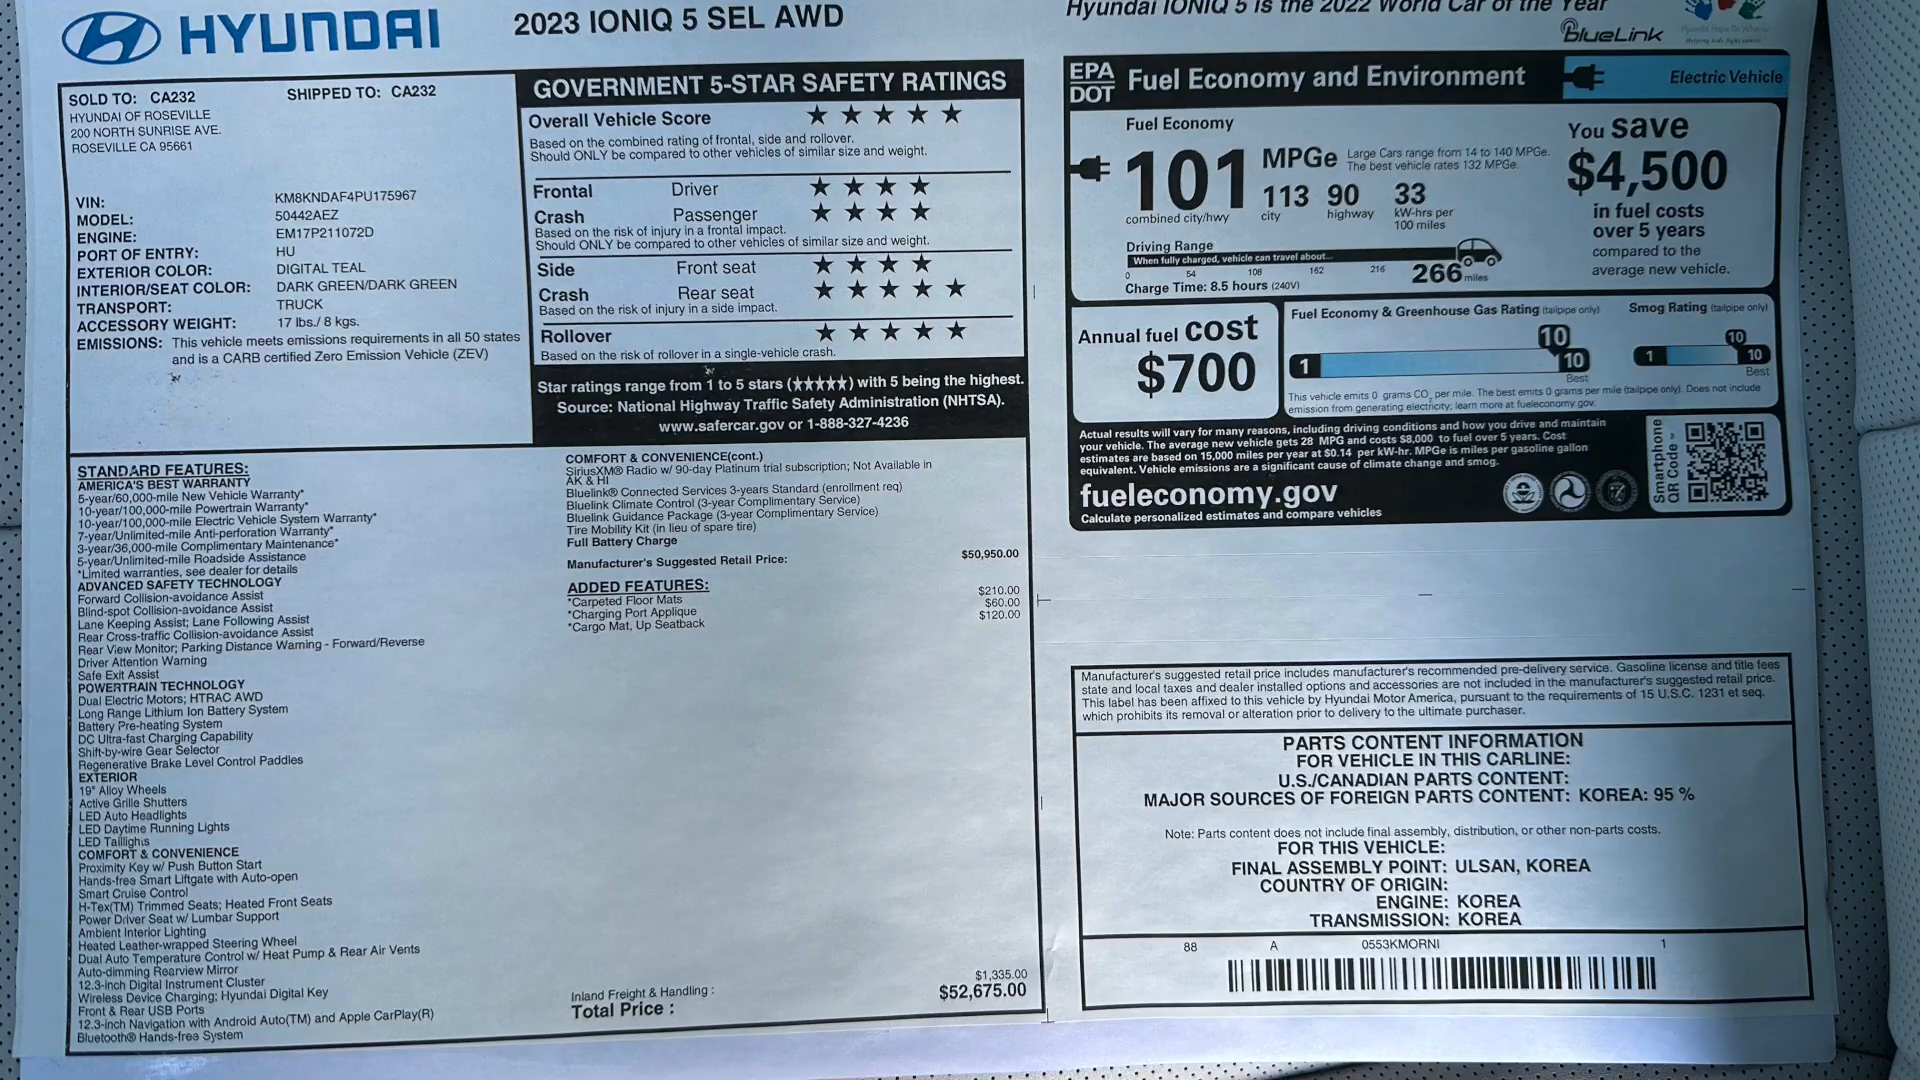 HYUNDAI
2023 IONIQ 5 SEL AWD
Hyundai IONIQ 5 is the 2022 World Car of the Year
BlueLink
SOLD TO: CA232
SHIPPED TO: CA232
HYUNDAI OF ROSEVILLE
200 NORTH SUNRISE AVE.
ROSEVILLE CA 95661
VIN: KM8KNDAF4PU175967
MODEL: 50442AEZ
ENGINE: EM17P211072D
PORT OF ENTRY: HU
EXTERIOR COLOR: DIGITAL TEAL
INTERIOR/SEAT COLOR: DARK GREEN/DARK GREEN
TRANSPORT: TRUCK
ACCESSORY WEIGHT: 17 lbs./ 8 kgs.
EMISSIONS: This vehicle meets emissions requirements in all 50 states
and is a CARB certified Zero Emission Vehicle (ZEV)
GOVERNMENT 5-STAR SAFETY RATINGS
Overall Vehicle Score ★ ★ ★ ★ ★
Based on the combined rating of frontal, side and rollover.
Should ONLY be compared to other vehicles of similar size and weight.
Frontal Driver ★ ★ ★ ★
Crash Passenger ★ ★ ★ ★
Based on the risk of injury in a frontal impact.
Should ONLY be compared to other vehicles of similar size and weight.
Side Front seat ★ ★ ★ ★
Crash Rear seat ★ ★ ★ ★ ★
Based on the risk of injury in a side impact.
Rollover ★ ★ ★ ★ ★
Based on the risk of rollover in a single-vehicle crash.
Star ratings range from 1 to 5 stars (★★★★★) with 5 being the highest.
Source: National Highway Traffic Safety Administration (NHTSA).
www.safercar.gov or 1-888-327-4236
STANDARD FEATURES:
AMERICA'S BEST WARRANTY
5-year/60,000-mile New Vehicle Warranty*
10-year/100,000-mile Powertrain Warranty*
10-year/100,000-mile Electric Vehicle System Warranty*
7-year/Unlimited-mile Anti-perforation Warranty*
3-year/36,000-mile Complimentary Maintenance*
5-year/Unlimited-mile Roadside Assistance
*Limited warranties, see dealer for details
ADVANCED SAFETY TECHNOLOGY
Forward Collision-avoidance Assist
Blind-spot Collision-avoidance Assist
Lane Keeping Assist; Lane Following Assist
Rear Cross-traffic Collision-avoidance Assist
Rear View Monitor; Parking Distance Warning - Forward/Reverse
Driver Attention Warning
Safe Exit Assist
POWERTRAIN TECHNOLOGY
Dual Electric Motors; HTRAC AWD
Long Range Lithium Ion Battery System
Battery Pre-heating System
DC Ultra-fast Charging Capability
Shift-by-wire Gear Selector
Regenerative Brake Level Control Paddles
EXTERIOR
19" Alloy Wheels
Active Grille Shutters
LED Auto Headlights
LED Daytime Running Lights
LED Taillights
COMFORT & CONVENIENCE
Proximity Key w/ Push Button Start
Hands-free Smart Liftgate with Auto-open
Smart Cruise Control
H-Tex(TM) Trimmed Seats; Heated Front Seats
Power Driver Seat w/ Lumbar Support
Ambient Interior Lighting
Heated Leather-wrapped Steering Wheel
Dual Auto Temperature Control w/ Heat Pump & Rear Air Vents
Auto-dimming Rearview Mirror
12.3-inch Digital Instrument Cluster
Wireless Device Charging; Hyundai Digital Key
Front & Rear USB Ports
12.3-inch Navigation with Android Auto(TM) and Apple CarPlay(R)
Bluetooth® Hands-free System
COMFORT & CONVENIENCE(cont.)
SiriusXM® Radio w/ 90-day Platinum trial subscription; Not Available in
AK & HI
Bluelink® Connected Services 3-years Standard (enrollment req)
Bluelink Climate Control (3-year Complimentary Service)
Bluelink Guidance Package (3-year Complimentary Service)
Tire Mobility Kit (in lieu of spare tire)
Full Battery Charge
Manufacturer's Suggested Retail Price: $50,950.00
ADDED FEATURES:
*Carpeted Floor Mats $210.00
*Charging Port Applique $60.00
*Cargo Mat, Up Seatback $120.00
Inland Freight & Handling : $1,335.00
Total Price : $52,675.00
EPA
DOT
Fuel Economy and Environment
Electric Vehicle
Fuel Economy
101 MPGe
Large Cars range from 14 to 140 MPGe.
The best vehicle rates 132 MPGe.
113 90 33
combined city/hwy city highway kW-hrs per
100 miles
Driving Range
When fully charged, vehicle can travel about...
0 54 108 162 216 266 miles
Charge Time: 8.5 hours (240V)
You save
$4,500
in fuel costs
over 5 years
compared to the
average new vehicle.
Annual fuel cost
$700
Fuel Economy & Greenhouse Gas Rating (tailpipe only)
10
1 10
Best
Smog Rating (tailpipe only)
10
1 10
Best
This vehicle emits 0 grams CO2 per mile. The best emits 0 grams per mile (tailpipe only). Does not include
emission from generating electricity; learn more at fueleconomy.gov.
Actual results will vary for many reasons, including driving conditions and how you drive and maintain
your vehicle. The average new vehicle gets 28 MPG and costs $8,000 to fuel over 5 years. Cost
estimates are based on 15,000 miles per year at $0.14 per kW-hr. MPGe is miles per gasoline gallon
equivalent. Vehicle emissions are a significant cause of climate change and smog.
fueleconomy.gov
Calculate personalized estimates and compare vehicles
Smartphone
QR Code™
Manufacturer's suggested retail price includes manufacturer's recommended pre-delivery service. Gasoline license and title fees
state and local taxes and dealer installed options and accessories are not included in the manufacturer's suggested retail price.
This label has been affixed to this vehicle by Hyundai Motor America, pursuant to the requirements of 15 U.S.C. 1231 et seq.
which prohibits its removal or alteration prior to delivery to the ultimate purchaser.
PARTS CONTENT INFORMATION
FOR VEHICLE IN THIS CARLINE:
U.S./CANADIAN PARTS CONTENT:
MAJOR SOURCES OF FOREIGN PARTS CONTENT: KOREA: 95 %
Note: Parts content does not include final assembly, distribution, or other non-parts costs.
FOR THIS VEHICLE:
FINAL ASSEMBLY POINT: ULSAN, KOREA
COUNTRY OF ORIGIN:
ENGINE: KOREA
TRANSMISSION: KOREA
88 A 0553KMORNI 1